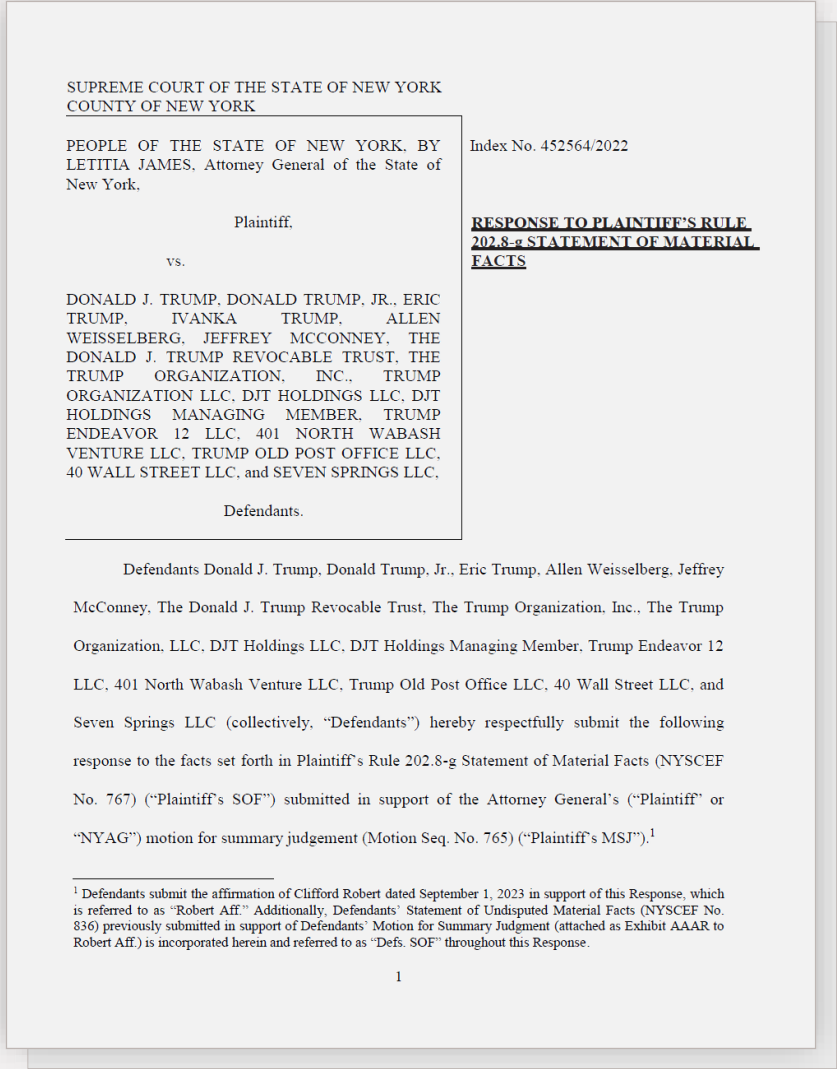 SUPREME COURT OF THE STATE OF NEW YORK
COUNTY OF NEW YORK
PEOPLE OF THE STATE OF NEW YORK, BY
LETITIA JAMES, Attorney General of the State of
New York,
Plaintiff,
vs.
DONALD J. TRUMP, DONALD TRUMP, JR., ERIC
TRUMP, IVANKA TRUMP, ALLEN
WEISSELBERG, JEFFREY MCCONNEY, THE
DONALD J. TRUMP REVOCABLE TRUST, THE
TRUMP ORGANIZATION, INC., TRUMP
ORGANIZATION LLC, DJT HOLDINGS LLC, DJT
HOLDINGS MANAGING MEMBER, TRUMP
ENDEAVOR 12 LLC, 401 NORTH WABASH
VENTURE LLC, TRUMP OLD POST OFFICE LLC,
40 WALL STREET LLC, and SEVEN SPRINGS LLC,
Defendants.
Index No. 452564/2022
RESPONSE TO PLAINTIFF'S RULE
202.8-g STATEMENT OF MATERIAL
FACTS
Defendants Donald J. Trump, Donald Trump, Jr., Eric Trump, Allen Weisselberg, Jeffrey
McConney, The Donald J. Trump Revocable Trust, The Trump Organization, Inc., The Trump
Organization, LLC, DJT Holdings LLC, DJT Holdings Managing Member, Trump Endeavor 12
LLC, 401 North Wabash Venture LLC, Trump Old Post Office LLC, 40 Wall Street LLC, and
Seven Springs LLC (collectively, “Defendants”) hereby respectfully submit the following
response to the facts set forth in Plaintiff's Rule 202.8-g Statement of Material Facts (NYSCEF
No. 767) (“Plaintiff's SOF”) submitted in support of the Attorney General's (“Plaintiff” or
“NYAG”) motion for summary judgement (Motion Seq. No. 765) (“Plaintiff's MSJ”).1
1 Defendants submit the affirmation of Clifford Robert dated September 1, 2023 in support of this Response, which
is referred to as “Robert Aff.” Additionally, Defendants' Statement of Undisputed Material Facts (NYSCEF No.
836) previously submitted in support of Defendants' Motion for Summary Judgment (attached as Exhibit AAAR to
Robert Aff.) is incorporated herein and referred to as “Defs. SOF” throughout this Response.
1